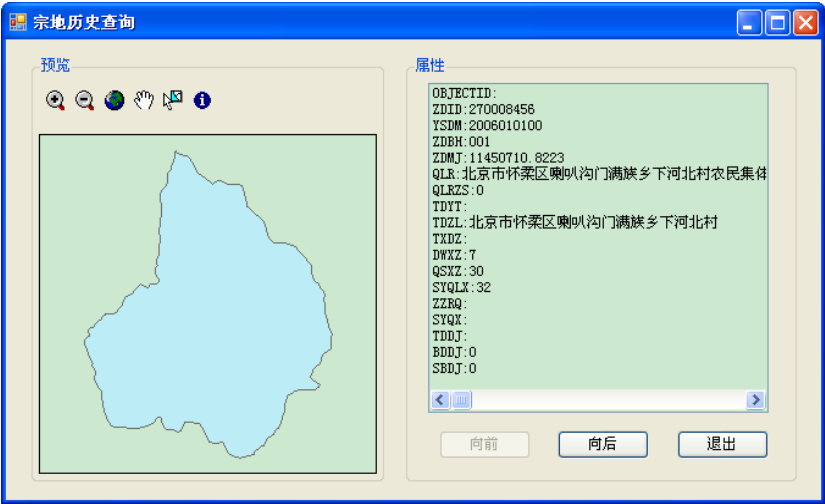 宗地历史查询
预览
属性
OBJECTID:
ZDID:270008456
YSDM:2006010100
ZDBH:001
ZDMJ:11450710.8223
QLR:北京市怀柔区喇叭沟门满族乡下河北村农民集体
QLRZS:0
TDYT:
TDZL:北京市怀柔区喇叭沟门满族乡下河北村
TXDZ:
DWXZ:7
QSXZ:30
SYQLX:32
ZZRQ:
SYQX:
TDDJ:
BDDJ:0
SBDJ:0
向前
向后
退出